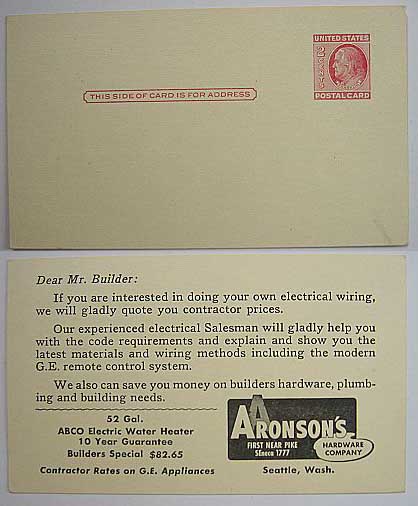 UNITED STATES
2 CENTS
POSTAL CARD
THIS SIDE OF CARD IS FOR ADDRESS
Dear Mr. Builder:
If you are interested in doing your own electrical wiring,
we will gladly quote you contractor prices.
Our experienced electrical Salesman will gladly help you
with the code requirements and explain and show you the
latest materials and wiring methods including the modern
G.E. remote control system.
We also can save you money on builders hardware, plumb-
ing and building needs.
52 Gal.
ABCO Electric Water Heater
10 Year Guarantee
Builders Special $82.65
Contractor Rates on G.E. Appliances
ARONSON'S
FIRST NEAR PIKE
SEneca 1777
HARDWARE
COMPANY
Seattle, Wash.